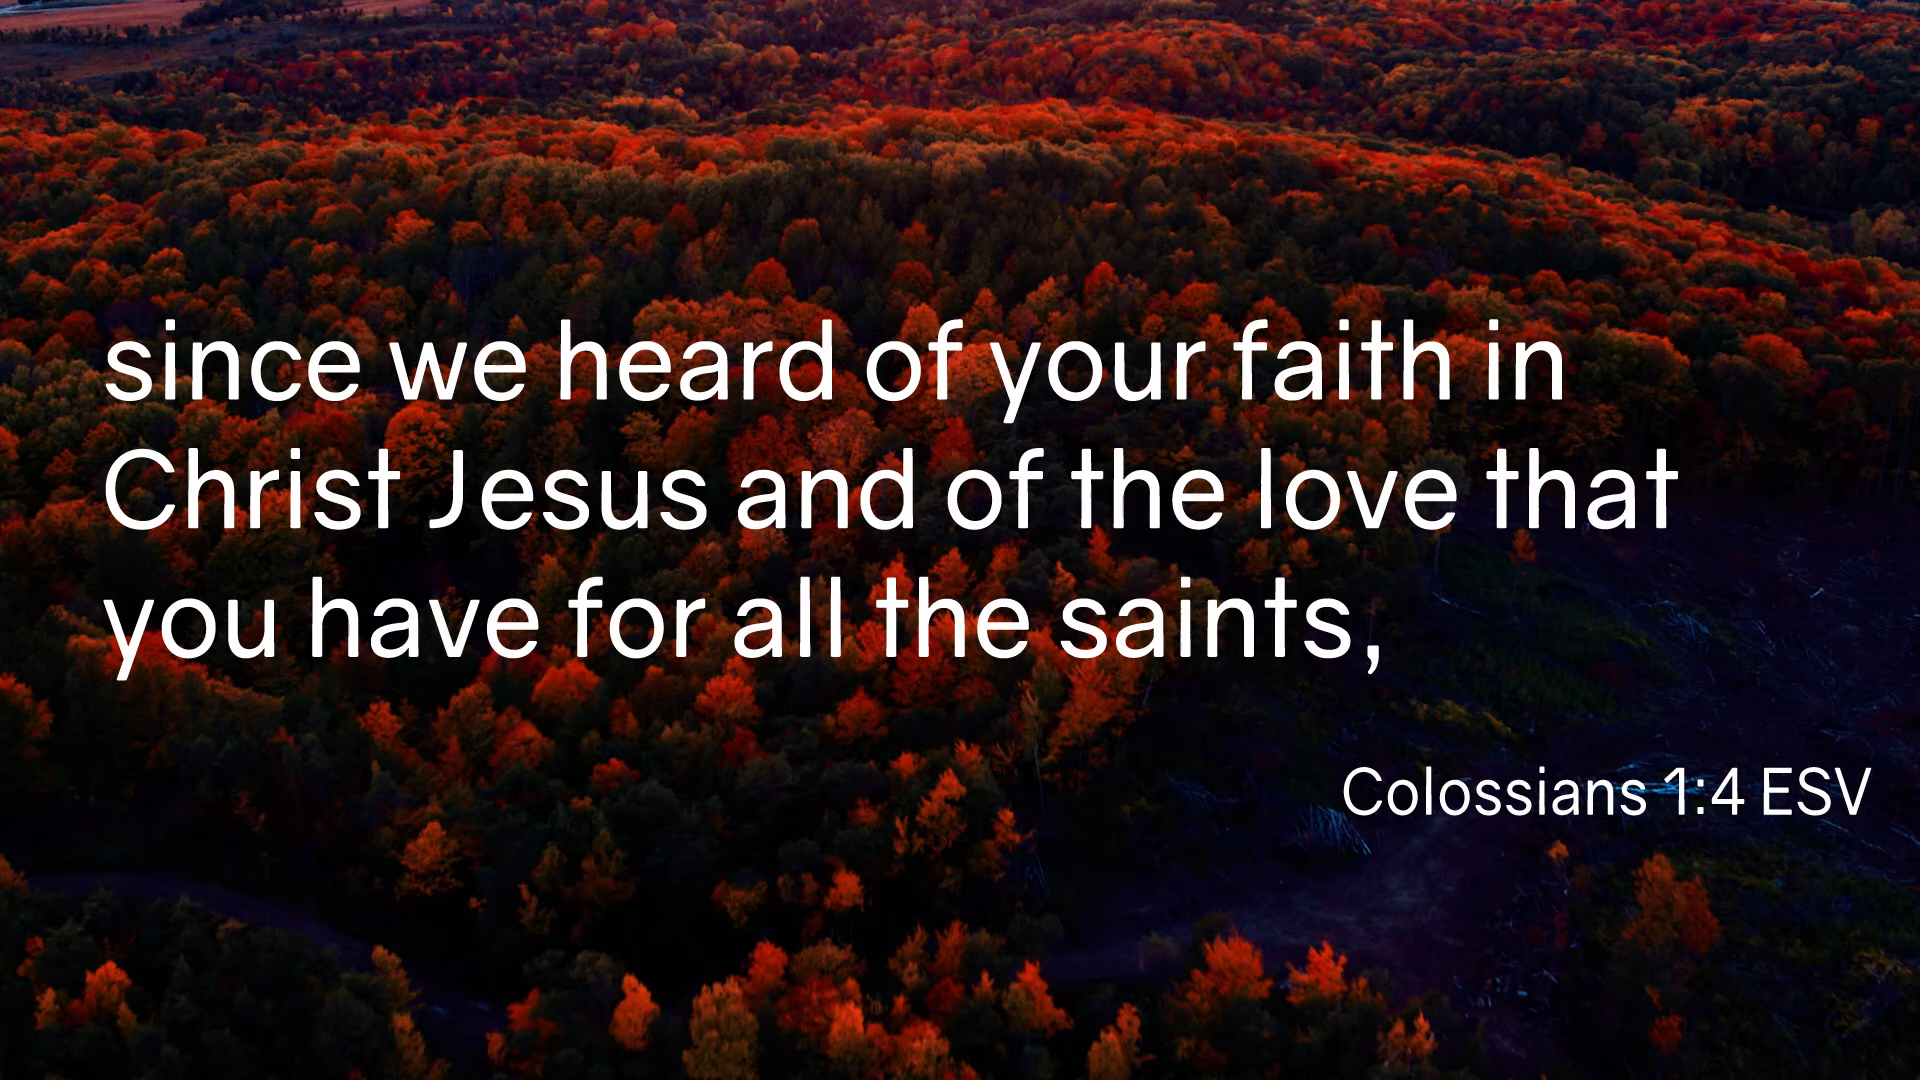 since we heard of your faith in
Christ Jesus and of the love that
you have for all the saints,
Colossians 1:4 ESV